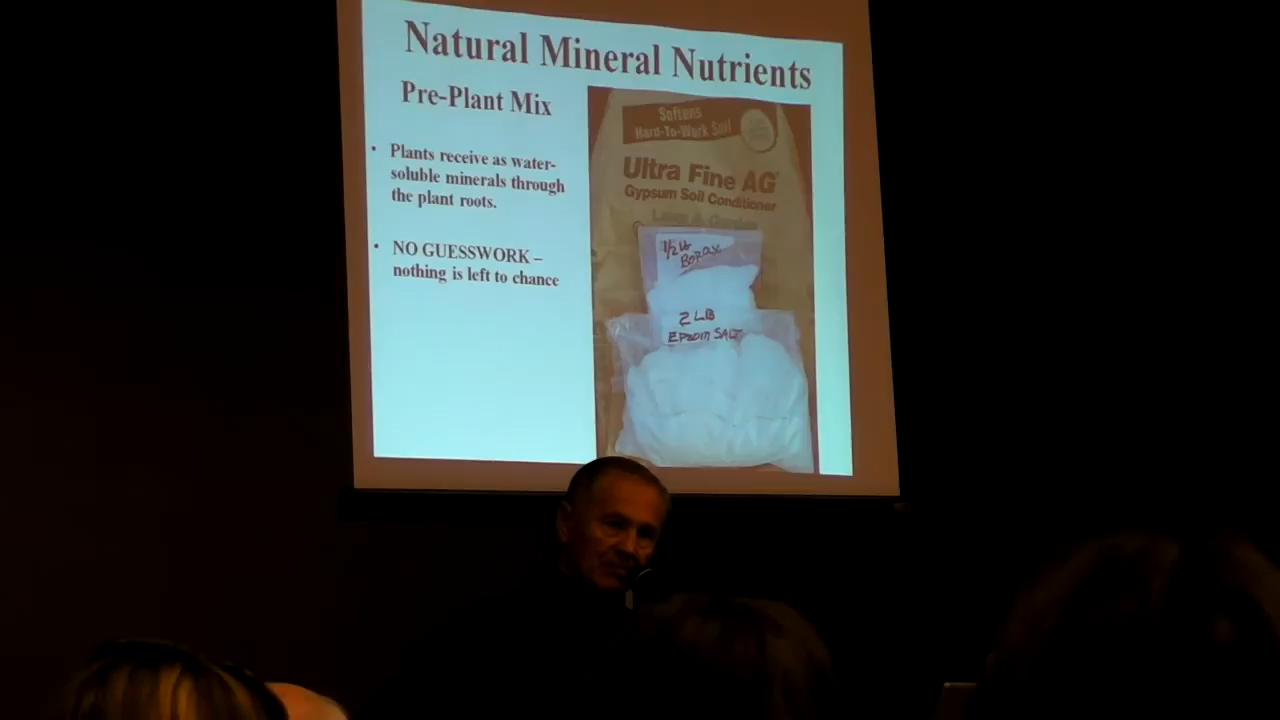 Natural Mineral Nutrients
Pre-Plant Mix
• Plants receive as water-
soluble minerals through
the plant roots.
• NO GUESSWORK –
nothing is left to chance
Softens
Hard-To-Work Soil
Ultra Fine AG
Gypsum Soil Conditioner
Lawn & Garden
1/2 lb
BORAX
2 LB
EPSOM SALT